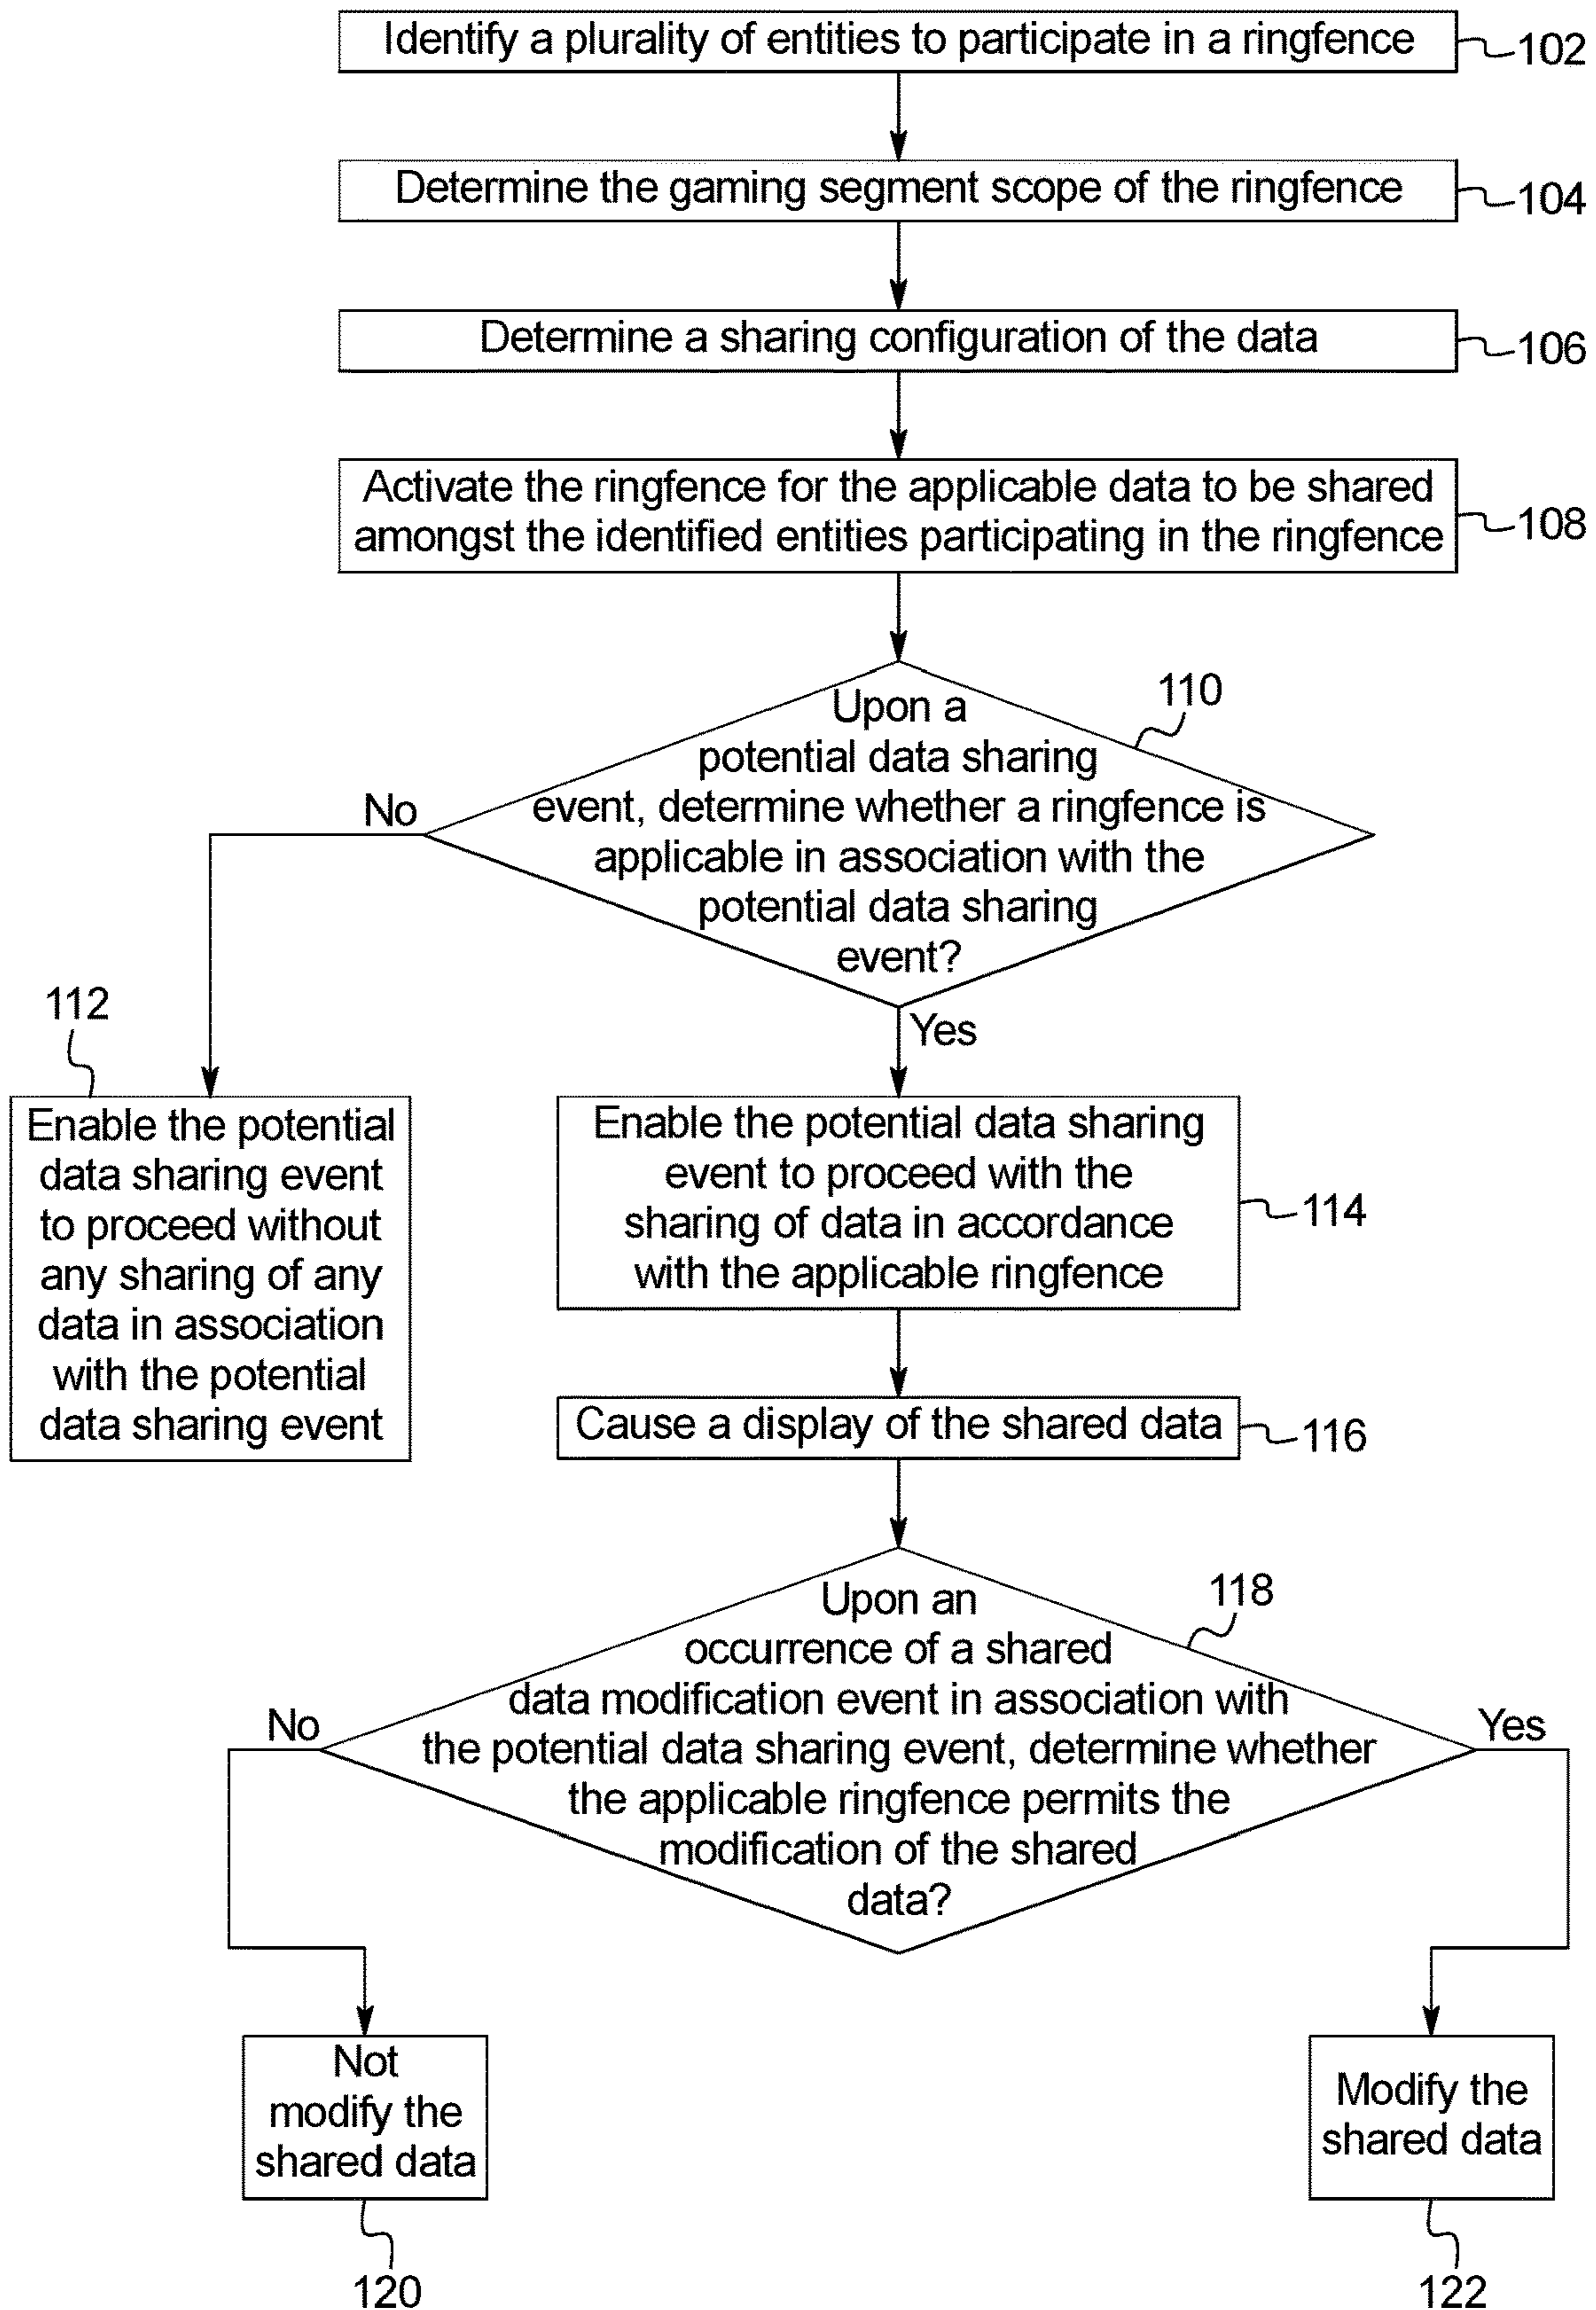 Identify a plurality of entities to participate in a ringfence
102
Determine the gaming segment scope of the ringfence
104
Determine a sharing configuration of the data
106
Activate the ringfence for the applicable data to be shared
amongst the identified entities participating in the ringfence
108
110
Upon a
potential data sharing
event, determine whether a ringfence is
applicable in association with the
potential data sharing
event?
No
Yes
112
Enable the potential
data sharing event
to proceed without
any sharing of any
data in association
with the potential
data sharing event
Enable the potential data sharing
event to proceed with the
sharing of data in accordance
with the applicable ringfence
114
Cause a display of the shared data
116
118
Upon an
occurrence of a shared
data modification event in association with
the potential data sharing event, determine whether
the applicable ringfence permits the
modification of the shared
data?
No
Yes
Not
modify the
shared data
120
Modify the
shared data
122